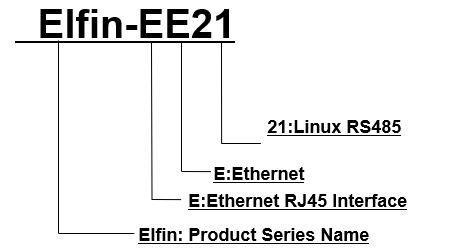 Elfin-EE21
21:Linux RS485
E:Ethernet
E:Ethernet RJ45 Interface
Elfin: Product Series Name